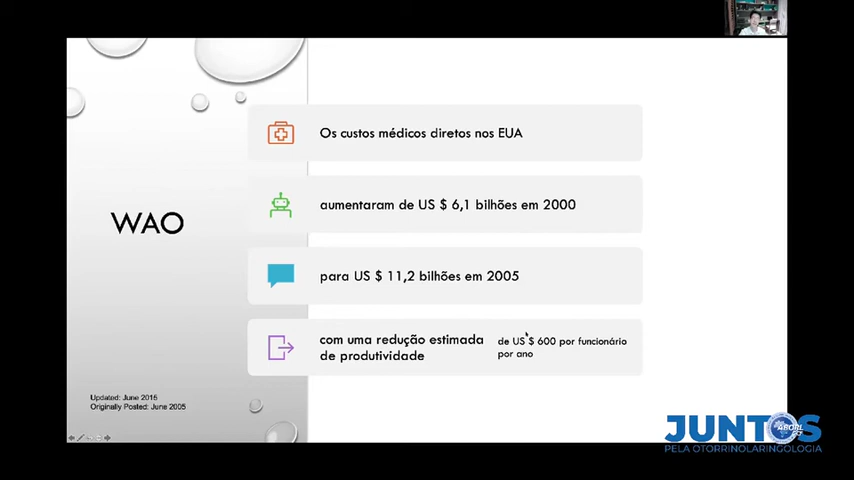 WAO
Os custos médicos diretos nos EUA
aumentaram de US $ 6,1 bilhões em 2000
para US $ 11,2 bilhões em 2005
com uma redução estimada
de produtividade
de US $ 600 por funcionário
por ano
Updated: June 2015
Originally Posted: June 2005
JUNTOS
PELA OTORRINOLARINGOLOGIA